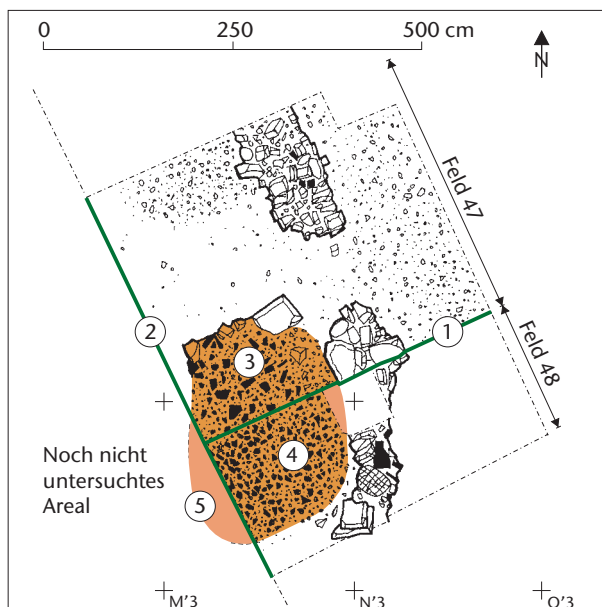 0 250 500 cm
N
Feld 47
Feld 48
1
2
3
4
5
Noch nicht
untersuchtes
Areal
M'3 N'3 O'3